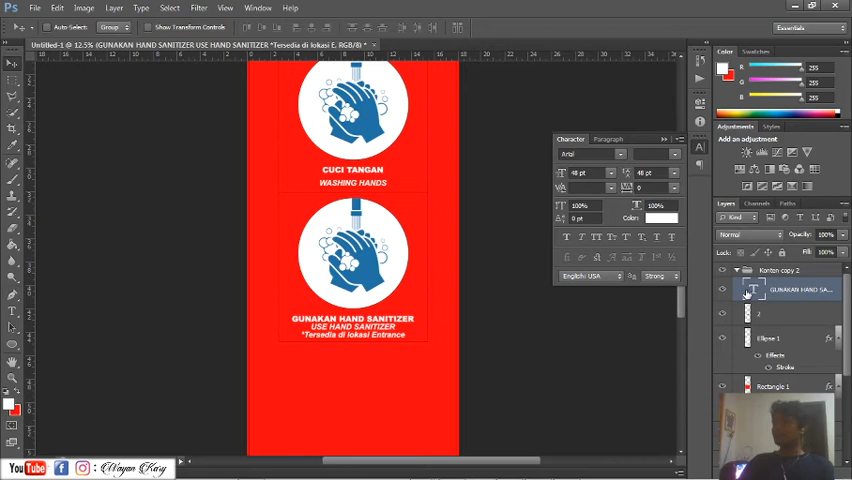 Ps File Edit Image Layer Type Select Filter View Window Help
Auto-Select: Group Show Transform Controls Essentials
Untitled-1 @ 12.5% (GUNAKAN HAND SANITIZER USE HAND SANITIZER *Tersedia di lokasi E, RGB/8) *
CUCI TANGAN
WASHING HANDS
GUNAKAN HAND SANITIZER
USE HAND SANITIZER
*Tersedia di lokasi Entrance
Character Paragraph
Arial
48 pt 48 pt
0
100% 100%
0 pt Color:
English: USA Strong
Color Swatches
R 255
G 255
B 255
Adjustments Styles
Add an adjustment
Layers Channels Paths
Kind
Normal Opacity: 100%
Lock: Fill: 100%
Konten copy 2
GUNAKAN HAND SA...
2
Ellipse 1 fx
Effects
Stroke
Rectangle 1 fx
YouTube : Wayan Kary